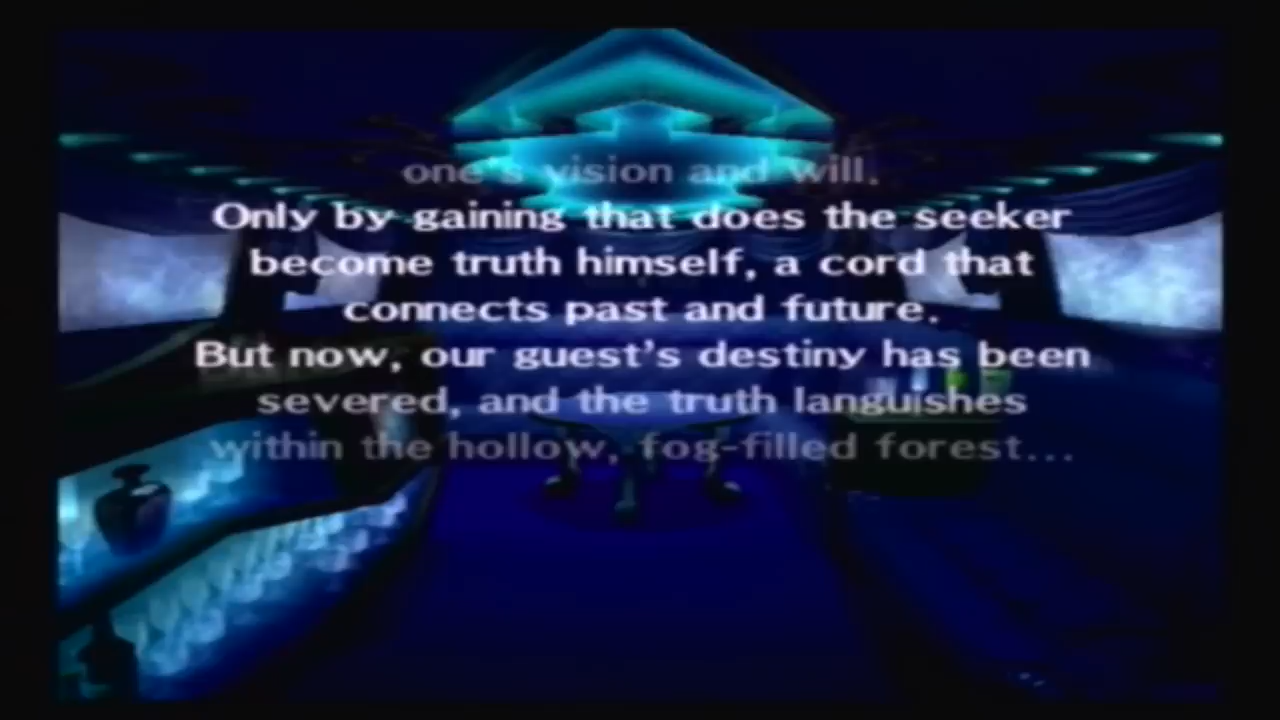 one's vision and will.
Only by gaining that does the seeker
become truth himself, a cord that
connects past and future.
But now, our guest's destiny has been
severed, and the truth languishes
within the hollow, fog-filled forest...